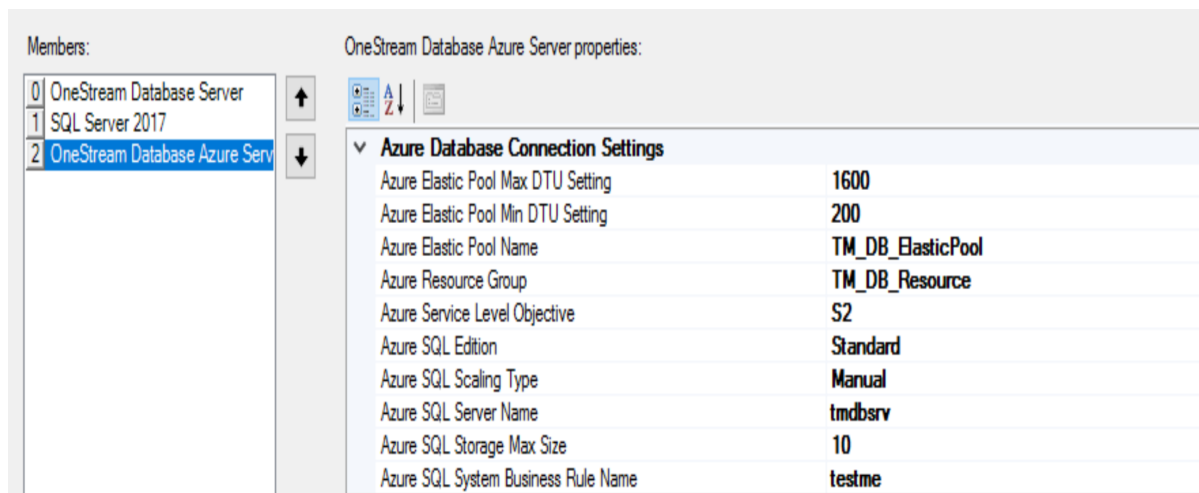 Members:
OneStream Database Azure Server properties:
0 OneStream Database Server
1 SQL Server 2017
2 OneStream Database Azure Serv
Azure Database Connection Settings
Azure Elastic Pool Max DTU Setting 1600
Azure Elastic Pool Min DTU Setting 200
Azure Elastic Pool Name TM_DB_ElasticPool
Azure Resource Group TM_DB_Resource
Azure Service Level Objective S2
Azure SQL Edition Standard
Azure SQL Scaling Type Manual
Azure SQL Server Name tmdbsrv
Azure SQL Storage Max Size 10
Azure SQL System Business Rule Name testme